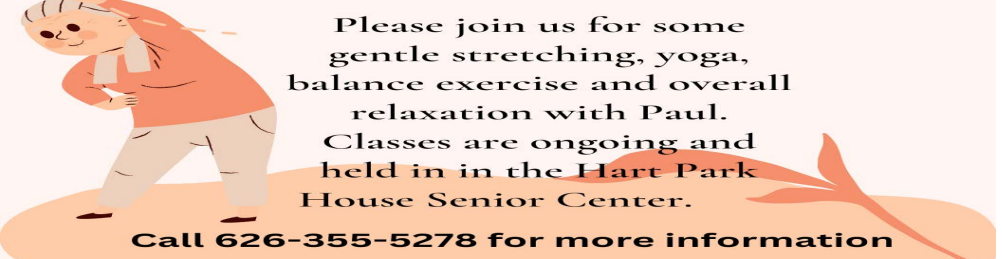 Please join us for some
gentle stretching, yoga,
balance exercise and overall
relaxation with Paul.
Classes are ongoing and
held in in the Hart Park
House Senior Center.
Call 626-355-5278 for more information